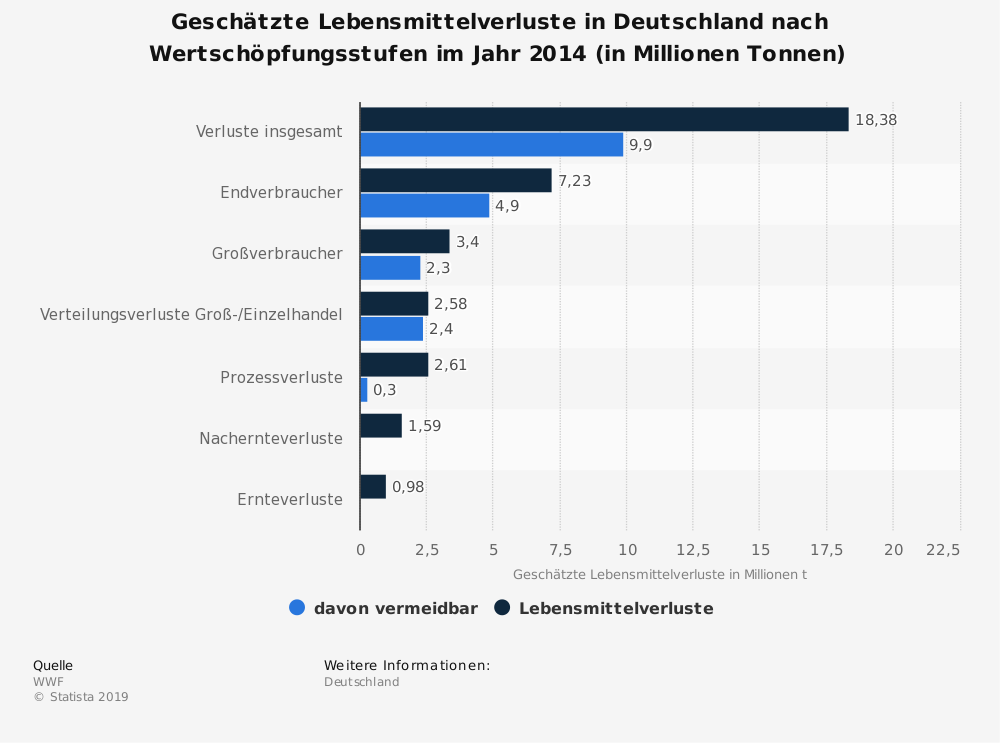 Geschätzte Lebensmittelverluste in Deutschland nach
Wertschöpfungsstufen im Jahr 2014 (in Millionen Tonnen)
Verluste insgesamt
18,38
9,9
Endverbraucher
7,23
4,9
Großverbraucher
3,4
2,3
Verteilungsverluste Groß-/Einzelhandel
2,58
2,4
Prozessverluste
2,61
0,3
Nachernteverluste
1,59
Ernteverluste
0,98
0 2,5 5 7,5 10 12,5 15 17,5 20 22,5
Geschätzte Lebensmittelverluste in Millionen t
davon vermeidbar Lebensmittelverluste
Quelle
WWF
© Statista 2019
Weitere Informationen:
Deutschland